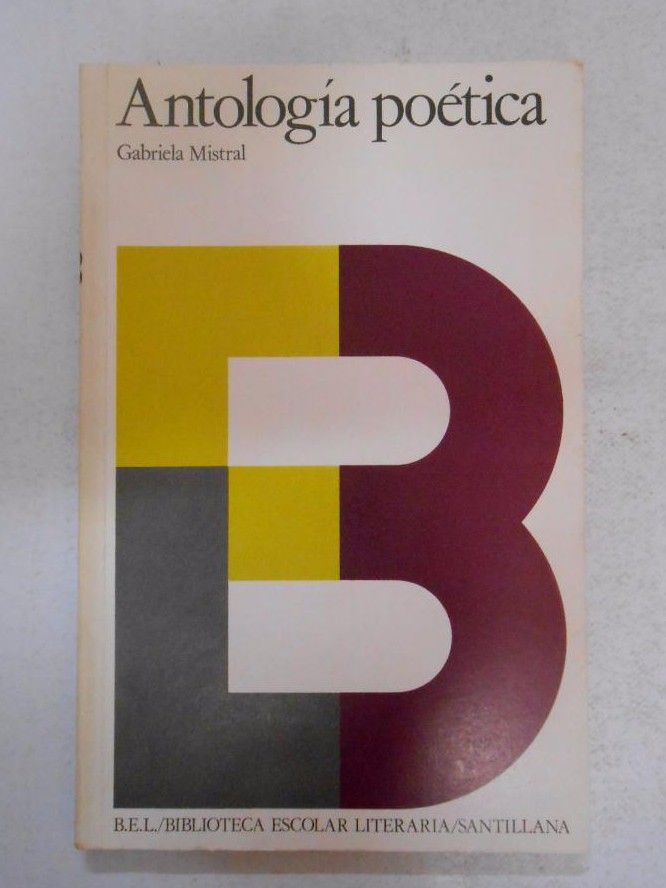 Antología poética
Gabriela Mistral
B
B.E.L./BIBLIOTECA ESCOLAR LITERARIA/SANTILLANA